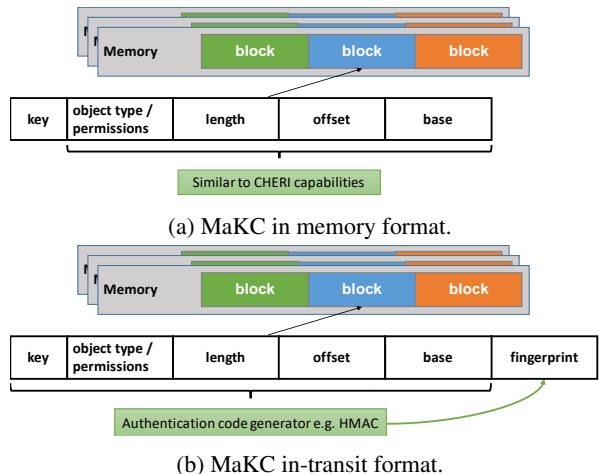 M
M
Memory
block
block
block
key
object type /
permissions
length
offset
base
Similar to CHERI capabilities
(a) MaKC in memory format.
M
M
Memory
block
block
block
key
object type /
permissions
length
offset
base
fingerprint
Authentication code generator e.g. HMAC
(b) MaKC in-transit format.